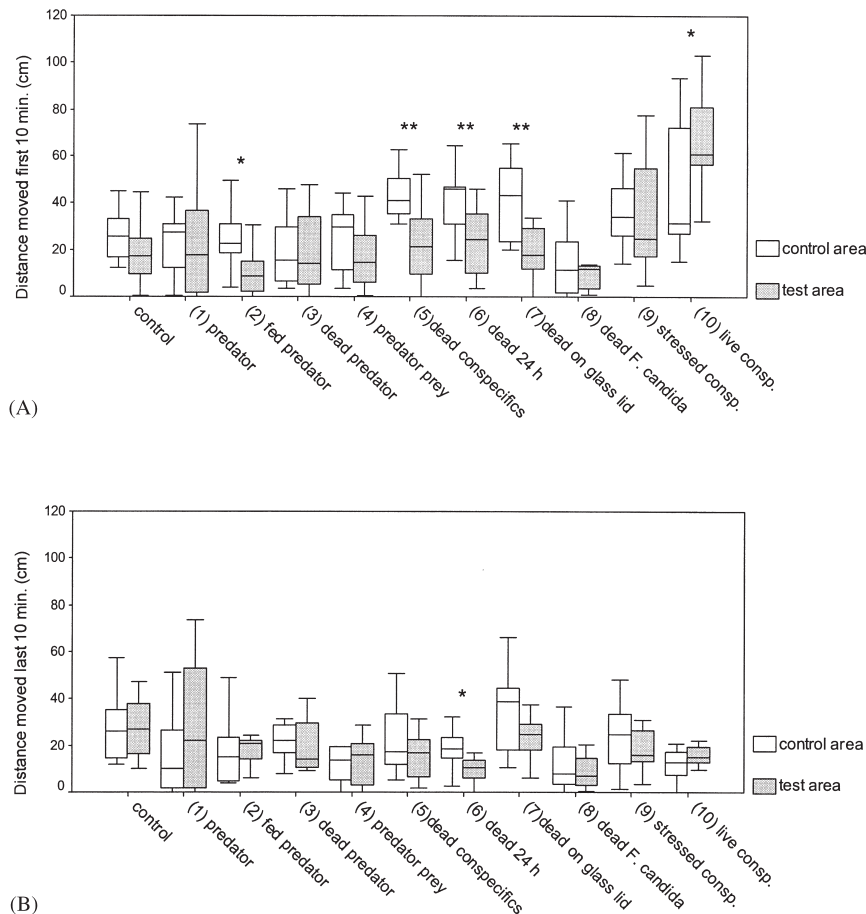 120
100
80
60
40
20
0
Distance moved first 10 min. (cm)
*
**
**
**
*
control area
test area
control
(1) predator
(2) fed predator
(3) dead predator
(4) predator prey
(5)dead conspecifics
(6) dead 24 h
(7)dead on glass lid
(8) dead F. candida
(9) stressed consp.
(10) live consp.
(A)
120
100
80
60
40
20
0
Distance moved last 10 min. (cm)
*
control area
test area
control
(1) predator
(2) fed predator
(3) dead predator
(4) predator prey
(5)dead conspecifics
(6) dead 24 h
(7)dead on glass lid
(8) dead F. candida
(9) stressed consp.
(10) live consp.
(B)